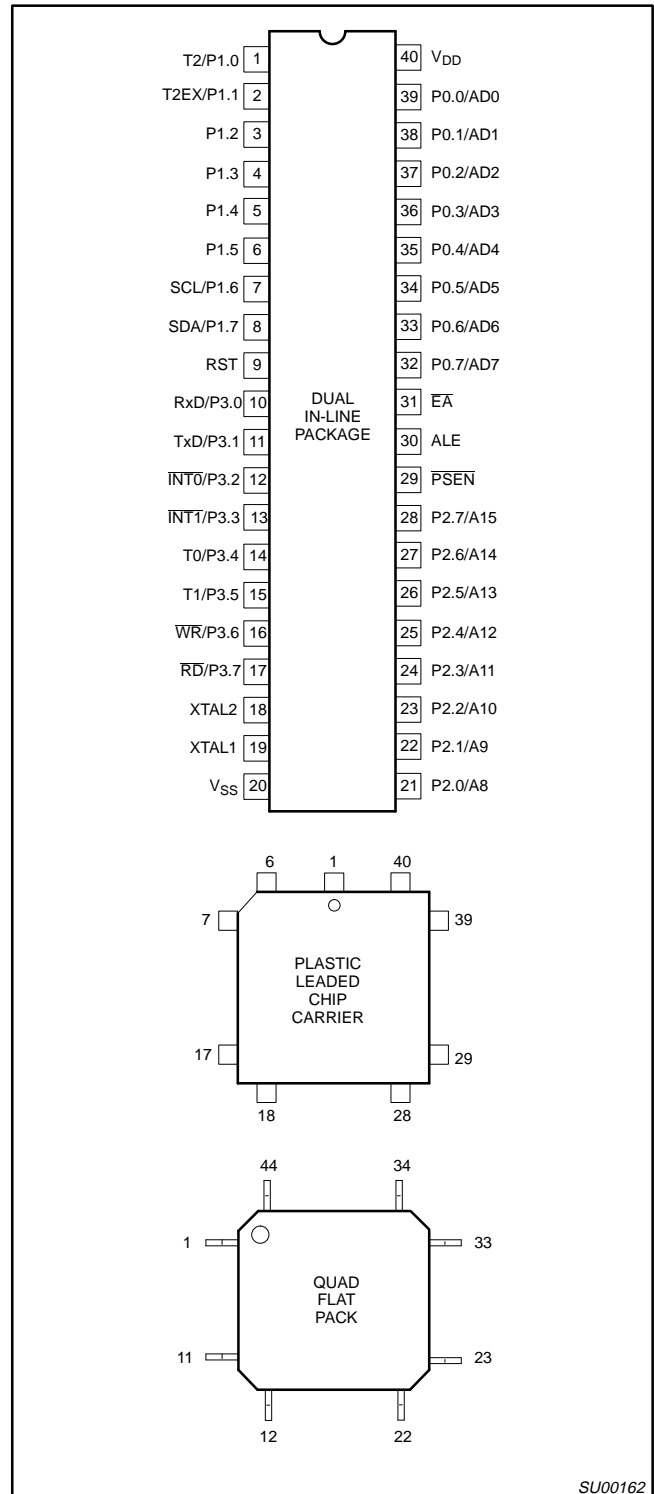 T2/P1.0 1 40 VDD
T2EX/P1.1 2 39 P0.0/AD0
P1.2 3 38 P0.1/AD1
P1.3 4 37 P0.2/AD2
P1.4 5 36 P0.3/AD3
P1.5 6 35 P0.4/AD4
SCL/P1.6 7 34 P0.5/AD5
SDA/P1.7 8 33 P0.6/AD6
RST 9 32 P0.7/AD7
RxD/P3.0 10 31 E̅A̅
TxD/P3.1 11 30 ALE
I̅N̅T̅0̅/P3.2 12 29 P̅S̅E̅N̅
I̅N̅T̅1̅/P3.3 13 28 P2.7/A15
T0/P3.4 14 27 P2.6/A14
T1/P3.5 15 26 P2.5/A13
W̅R̅/P3.6 16 25 P2.4/A12
R̅D̅/P3.7 17 24 P2.3/A11
XTAL2 18 23 P2.2/A10
XTAL1 19 22 P2.1/A9
VSS 20 21 P2.0/A8
DUAL
IN-LINE
PACKAGE
6 1 40
7 39
PLASTIC
LEADED
CHIP
CARRIER
17 29
18 28
44 34
1 33
QUAD
FLAT
PACK
11 23
12 22
SU00162